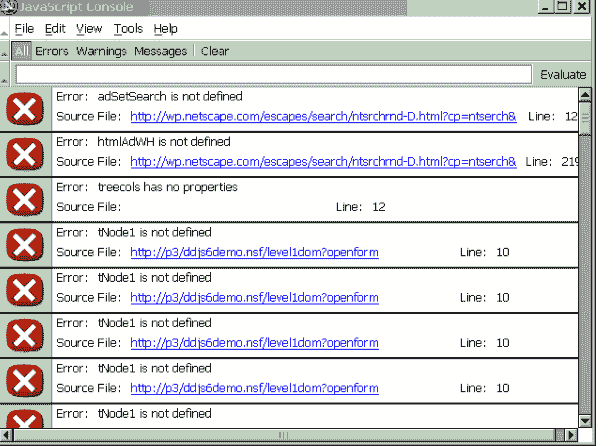 JavaScript Console
File Edit View Tools Help
All Errors Warnings Messages Clear
Evaluate
Error: adSetSearch is not defined
Source File: http://wp.netscape.com/escapes/search/ntsrchrnd-D.html?cp=ntserch& Line: 12
Error: htmlAdWH is not defined
Source File: http://wp.netscape.com/escapes/search/ntsrchrnd-D.html?cp=ntserch& Line: 219
Error: treecols has no properties
Source File: Line: 12
Error: tNode1 is not defined
Source File: http://p3/ddjs6demo.nsf/level1dom?openform Line: 10
Error: tNode1 is not defined
Source File: http://p3/ddjs6demo.nsf/level1dom?openform Line: 10
Error: tNode1 is not defined
Source File: http://p3/ddjs6demo.nsf/level1dom?openform Line: 10
Error: tNode1 is not defined
Source File: http://p3/ddjs6demo.nsf/level1dom?openform Line: 10
Error: tNode1 is not defined